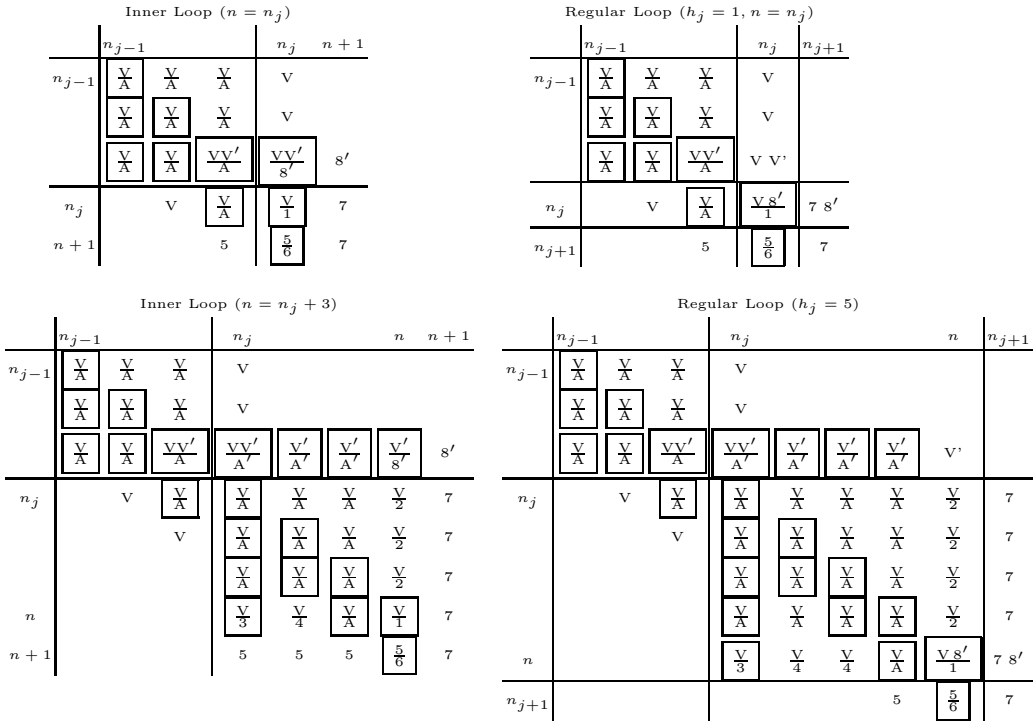 Inner Loop (n = n_j)
n_{j−1} n_j n + 1
n_{j−1} V/A V/A V/A V
V/A V/A V/A V
V/A V/A VV′/A VV′/8′ 8′
n_j V V/A V/1 7
n + 1 5 5/6 7
Regular Loop (h_j = 1, n = n_j)
n_{j−1} n_j n_{j+1}
n_{j−1} V/A V/A V/A V
V/A V/A V/A V
V/A V/A VV′/A V V'
n_j V V/A V 8′/1 7 8′
n_{j+1} 5 5/6 7
Inner Loop (n = n_j + 3)
n_{j−1} n_j n n + 1
n_{j−1} V/A V/A V/A V
V/A V/A V/A V
V/A V/A VV′/A VV′/A′ V′/A′ V′/A′ V′/8′ 8′
n_j V V/A V/A V/A V/A V/2 7
V V/A V/A V/A V/2 7
V/A V/A V/A V/2 7
n V/3 V/4 V/A V/1 7
n + 1 5 5 5 5/6 7
Regular Loop (h_j = 5)
n_{j−1} n_j n n_{j+1}
n_{j−1} V/A V/A V/A V
V/A V/A V/A V
V/A V/A VV′/A VV′/A′ V′/A′ V′/A′ V′/A′ V'
n_j V V/A V/A V/A V/A V/A V/2 7
V V/A V/A V/A V/A V/2 7
V/A V/A V/A V/A V/2 7
V/A V/A V/A V/A V/2 7
n V/3 V/4 V/4 V/A V 8′/1 7 8′
n_{j+1} 5 5/6 7